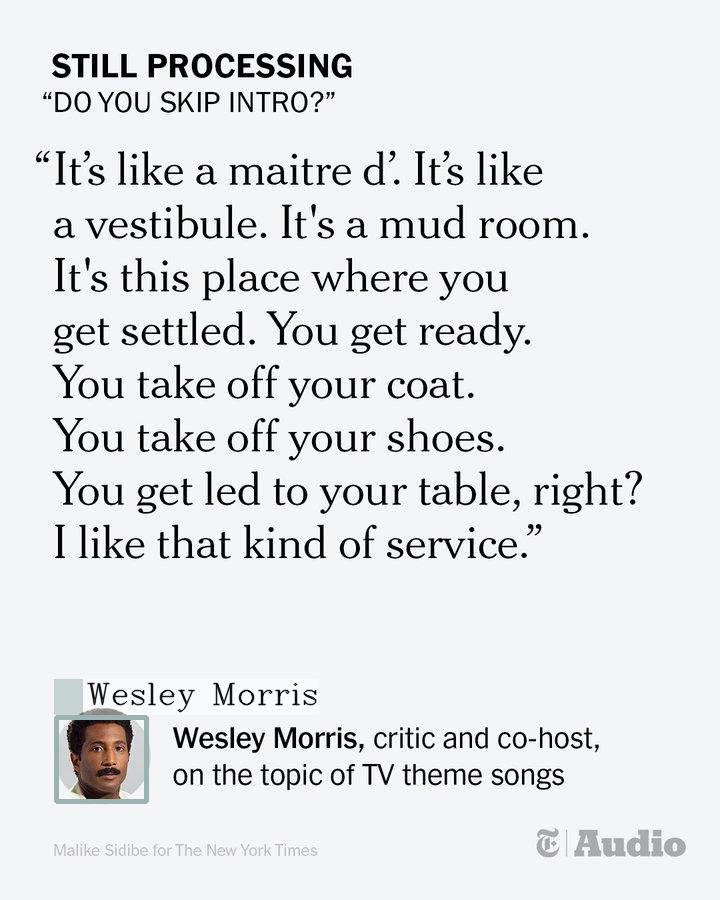 STILL PROCESSING
“DO YOU SKIP INTRO?”
“It’s like a maitre d’. It’s like
a vestibule. It's a mud room.
It's this place where you
get settled. You get ready.
You take off your coat.
You take off your shoes.
You get led to your table, right?
I like that kind of service.”
Wesley Morris
Wesley Morris, critic and co-host,
on the topic of TV theme songs
Malike Sidibe for The New York Times
T | Audio